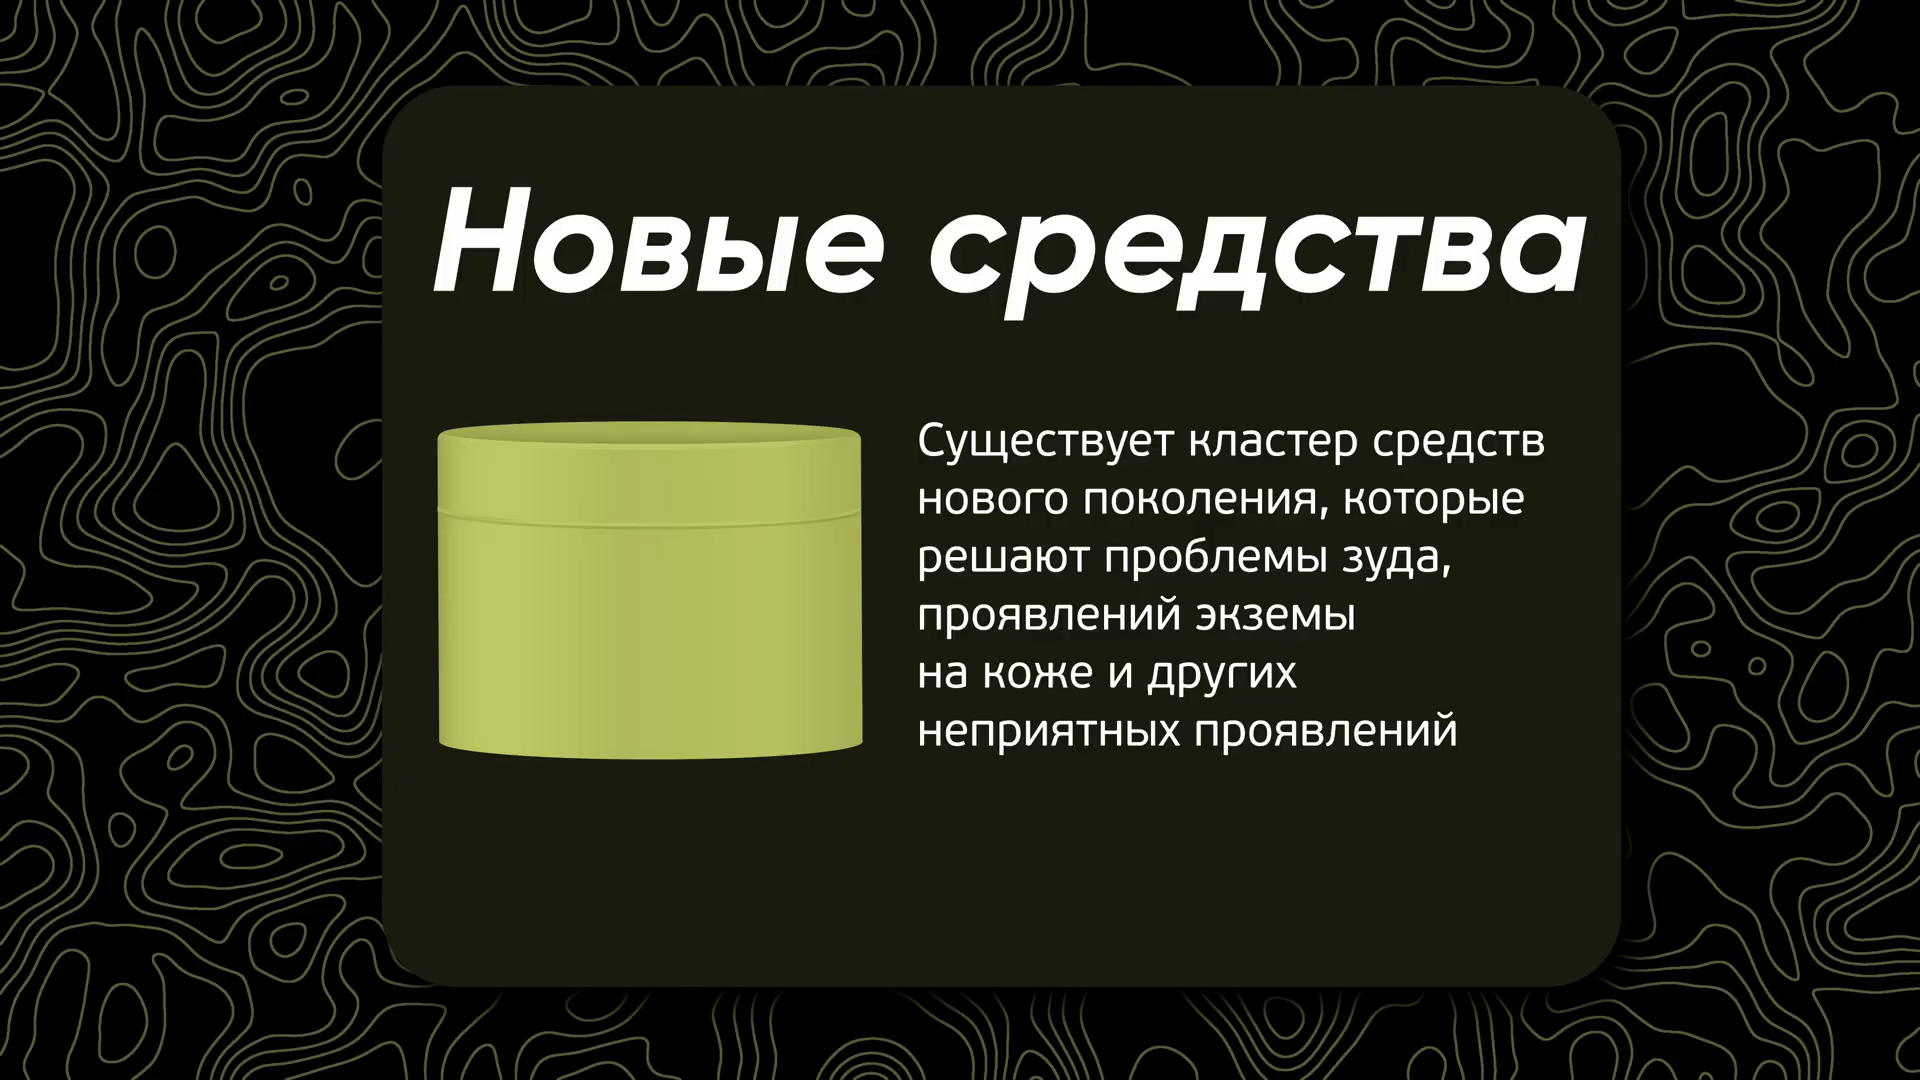 Новые средства
Существует кластер средств
нового поколения, которые
решают проблемы зуда,
проявлений экземы
на коже и других
неприятных проявлений